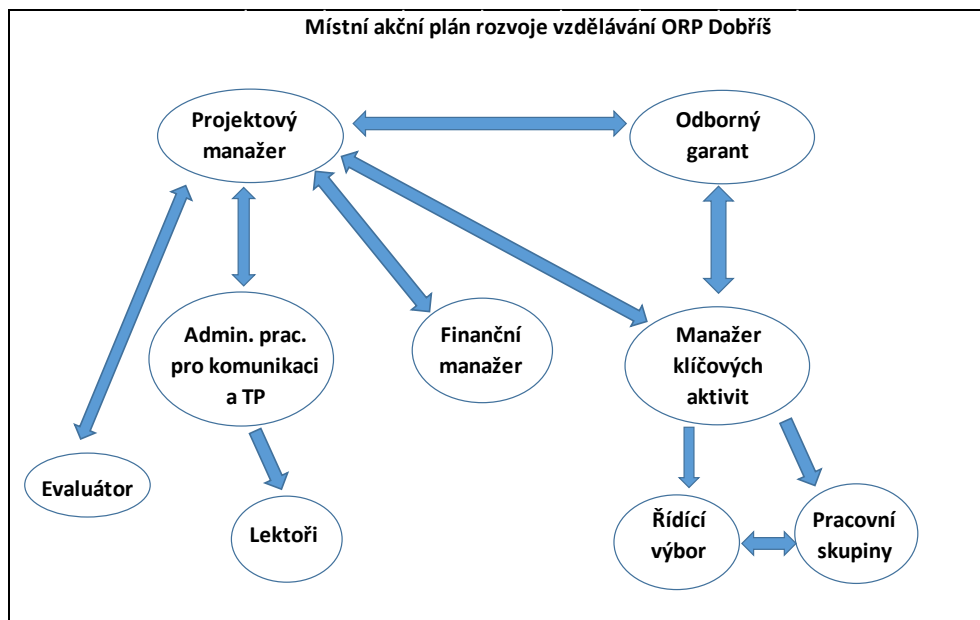 Místní akční plán rozvoje vzdělávání ORP Dobříš
Projektový
manažer
Odborný
garant
Admin. prac.
pro komunikaci
a TP
Finanční
manažer
Manažer
klíčových
aktivit
Evaluátor
Lektoři
Řídící
výbor
Pracovní
skupiny